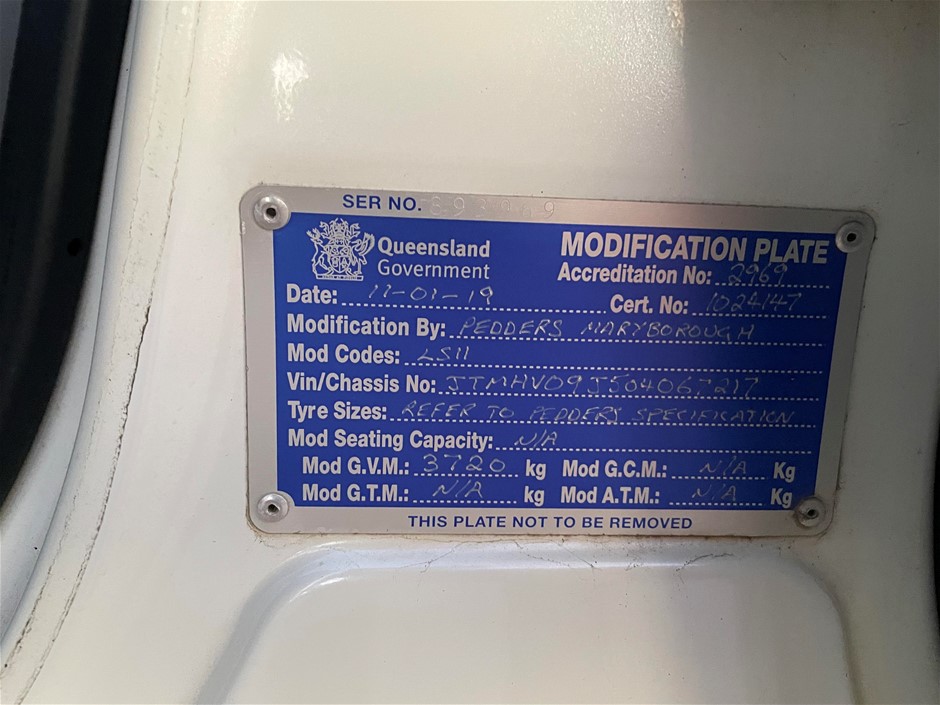 SER NO.
Queensland Government
MODIFICATION PLATE
Accreditation No: 2969
Date: 11-01-19
Cert. No: 1024147
Modification By: PEDDERS MARYBOROUGH
Mod Codes: LS11
Vin/Chassis No: JTMHV09J504067217
Tyre Sizes: REFER TO PEDDERS SPECIFICATION
Mod Seating Capacity: N/A
Mod G.V.M.: 3720 kg Mod G.C.M.: N/A Kg
Mod G.T.M.: N/A kg Mod A.T.M.: N/A Kg
THIS PLATE NOT TO BE REMOVED